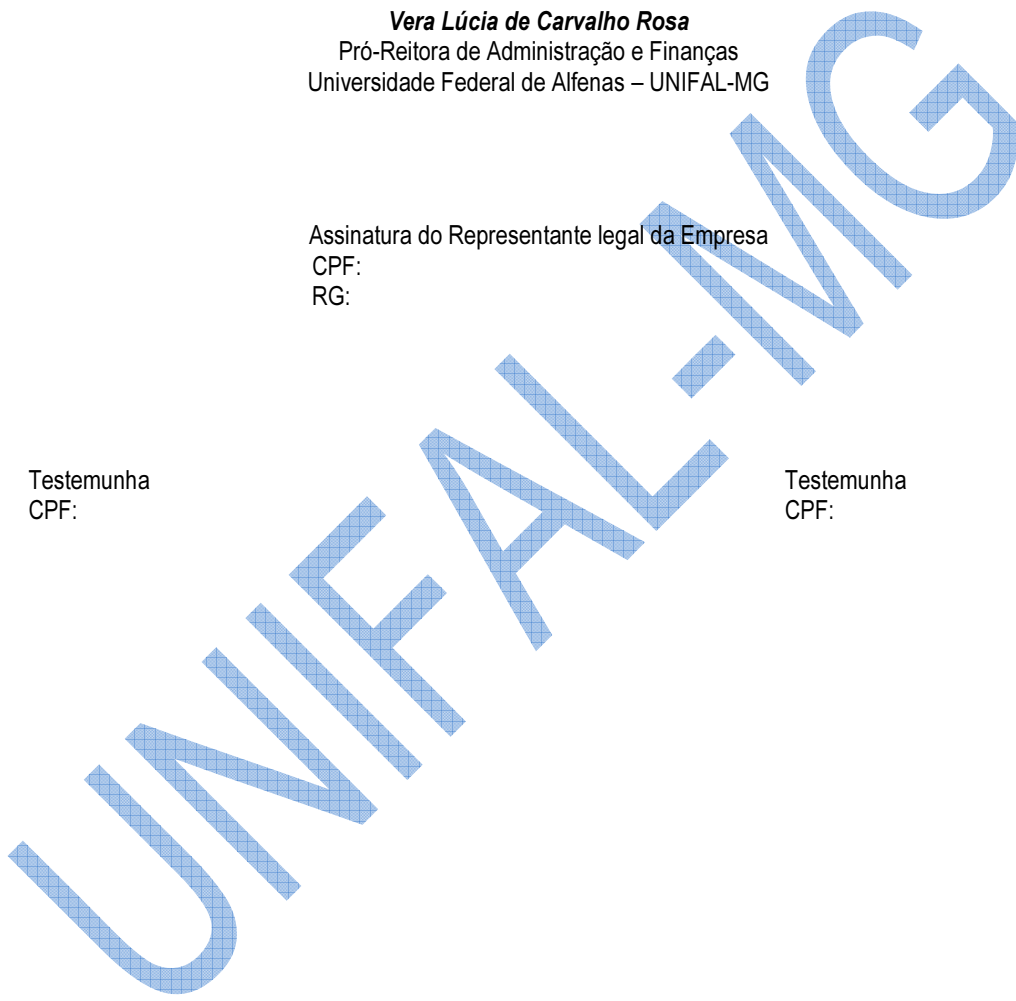 Vera Lúcia de Carvalho Rosa
Pró-Reitora de Administração e Finanças
Universidade Federal de Alfenas – UNIFAL-MG
Assinatura do Representante legal da Empresa
CPF:
RG:
Testemunha
CPF:
Testemunha
CPF:
UNIFAL-MG